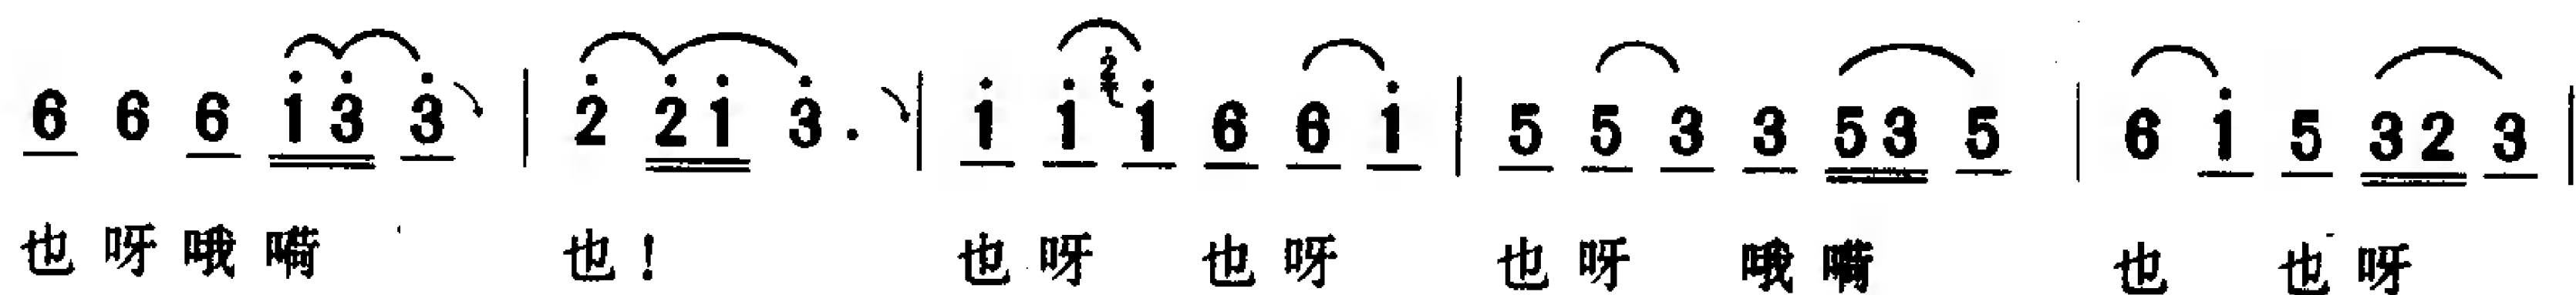 6 6 6 i̇ 3̇ 3̇ | 2̇ 2̇ i̇ 3̇ . | i̇ i̇ 2̇ i̇ 6 6 i̇ | 5 5 3 3 5 3 5 | 6 i̇ 5 3 2 3 |
也呀哦嗬 也! 也呀 也呀 也呀 哦嗬 也 也呀